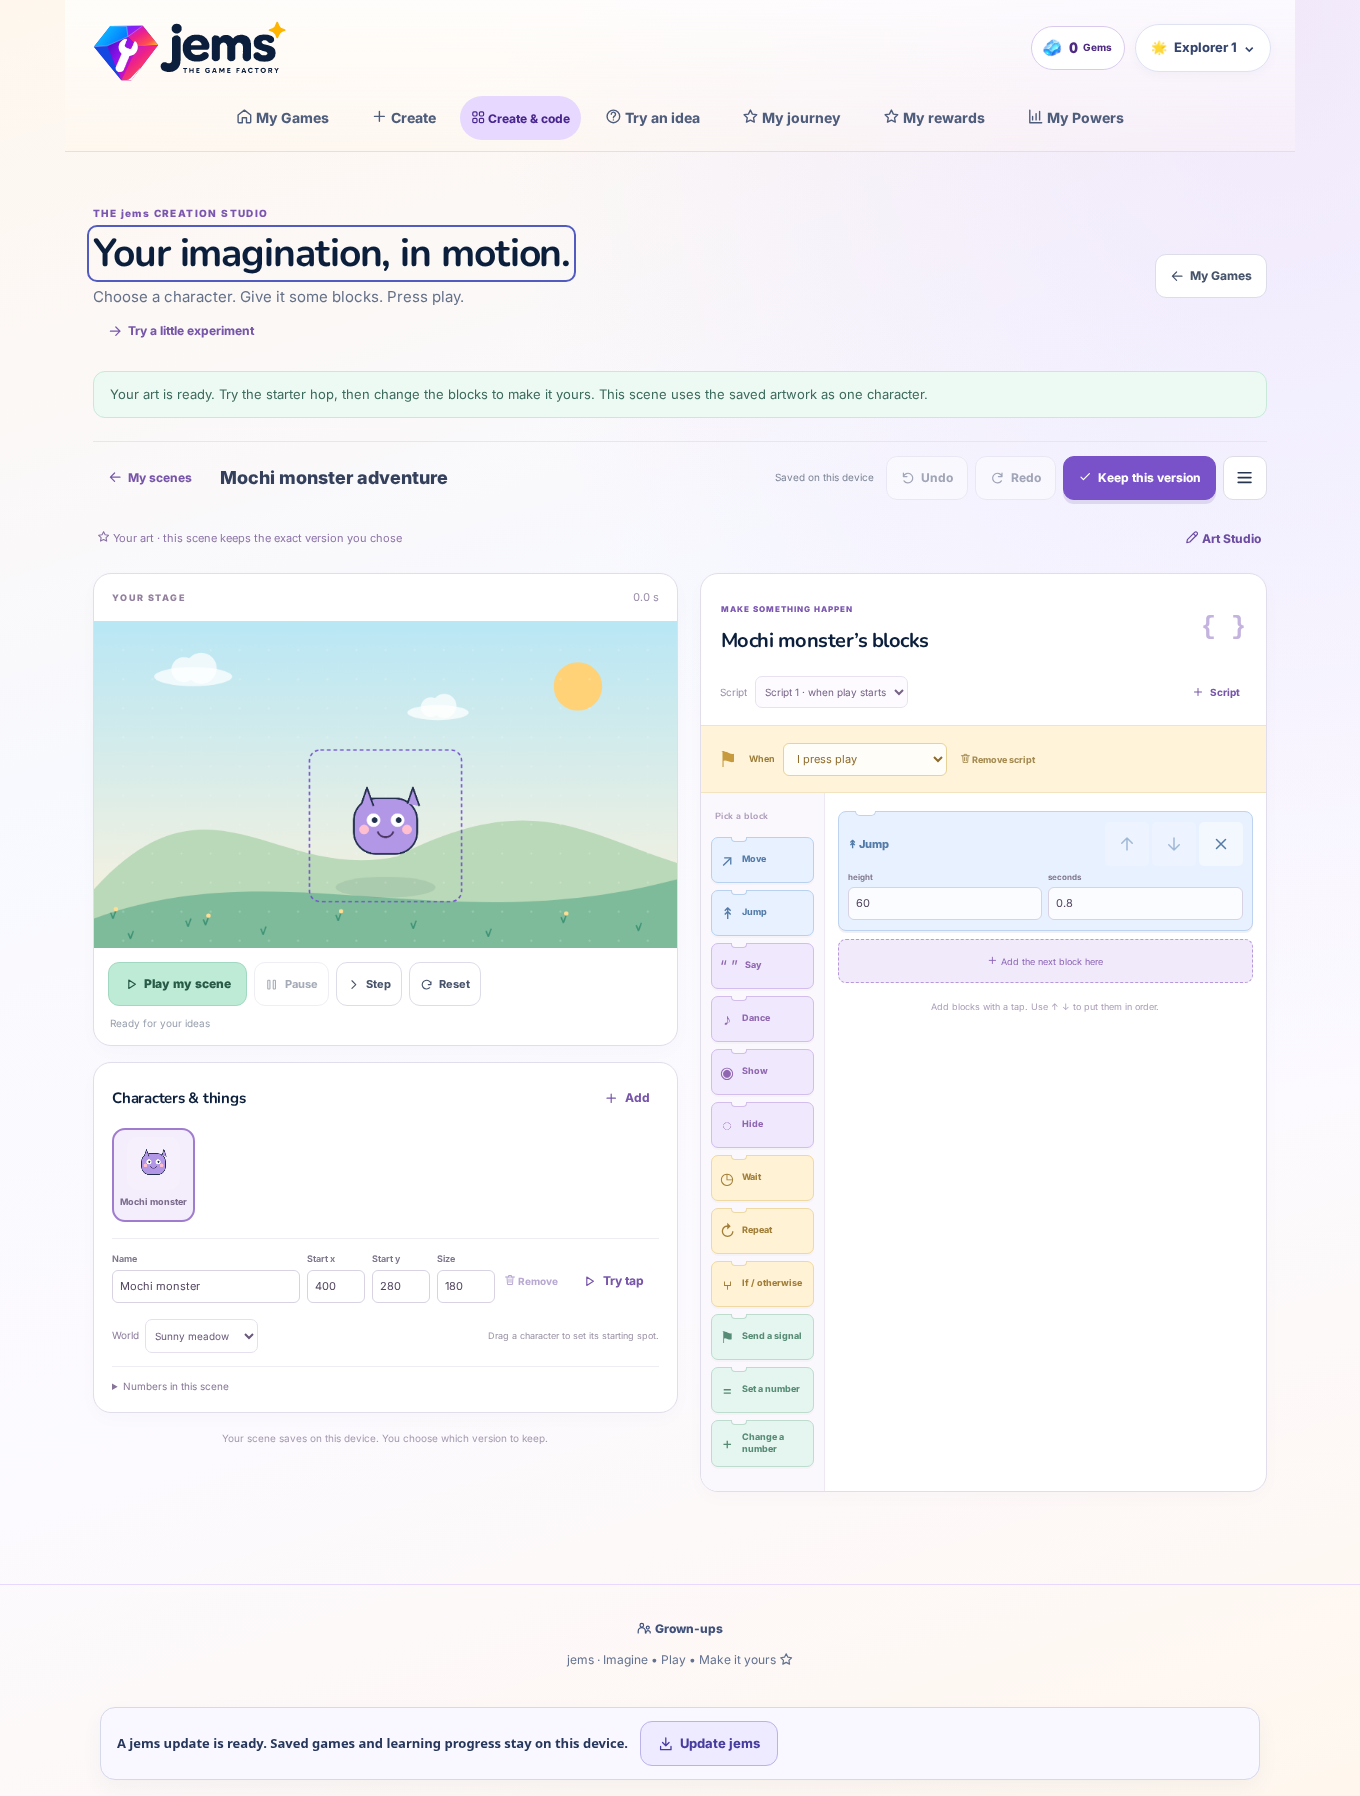 jems
THE GAME FACTORY
0 Gems
Explorer 1
My Games
Create
Create & code
Try an idea
My journey
My rewards
My Powers
THE jems CREATION STUDIO
Your imagination, in motion.
Choose a character. Give it some blocks. Press play.
My Games
Try a little experiment
Your art is ready. Try the starter hop, then change the blocks to make it yours. This scene uses the saved artwork as one character.
My scenes
Mochi monster adventure
Saved on this device
Undo
Redo
Keep this version
Your art · this scene keeps the exact version you chose
Art Studio
YOUR STAGE
0.0 s
Play my scene
Pause
Step
Reset
Ready for your ideas
Characters & things
Add
Mochi monster
Name
Start x
Start y
Size
Mochi monster
400
280
180
Remove
Try tap
World
Sunny meadow
Drag a character to set its starting spot.
Numbers in this scene
Your scene saves on this device. You choose which version to keep.
MAKE SOMETHING HAPPEN
Mochi monster’s blocks
{ }
Script
Script 1 · when play starts
Script
When
I press play
Remove script
Pick a block
Move
Jump
Say
Dance
Show
Hide
Wait
Repeat
If / otherwise
Send a signal
Set a number
Change a
number
Jump
height
seconds
60
0.8
Add the next block here
Add blocks with a tap. Use ↑ ↓ to put them in order.
Grown-ups
jems · Imagine • Play • Make it yours
A jems update is ready. Saved games and learning progress stay on this device.
Update jems